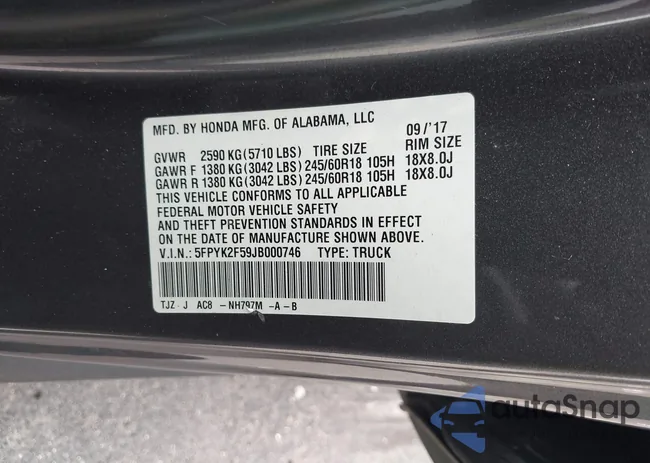 MFD. BY HONDA MFG. OF ALABAMA, LLC 09/'17
GVWR 2590 KG(5710 LBS) TIRE SIZE RIM SIZE
GAWR F 1380 KG(3042 LBS) 245/60R18 105H 18X8.0J
GAWR R 1380 KG(3042 LBS) 245/60R18 105H 18X8.0J
THIS VEHICLE CONFORMS TO ALL APPLICABLE
FEDERAL MOTOR VEHICLE SAFETY
AND THEFT PREVENTION STANDARDS IN EFFECT
ON THE DATE OF MANUFACTURE SHOWN ABOVE.
V.I.N.: 5FPYK2F59JB000746 TYPE: TRUCK
TJZ - J AC8 - NH797M -A - B
autoSnap